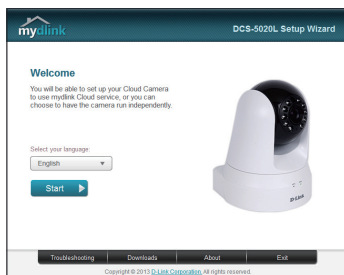 mydlink
DCS-5020L Setup Wizard
Welcome
You will be able to set up your Cloud Camera
to use mydlink Cloud service, or you can
choose to have the camera run independently.
Select your language:
English
Start
D-Link
Troubleshooting Downloads About Exit
Copyright © 2013 D-Link Corporation. All rights reserved.